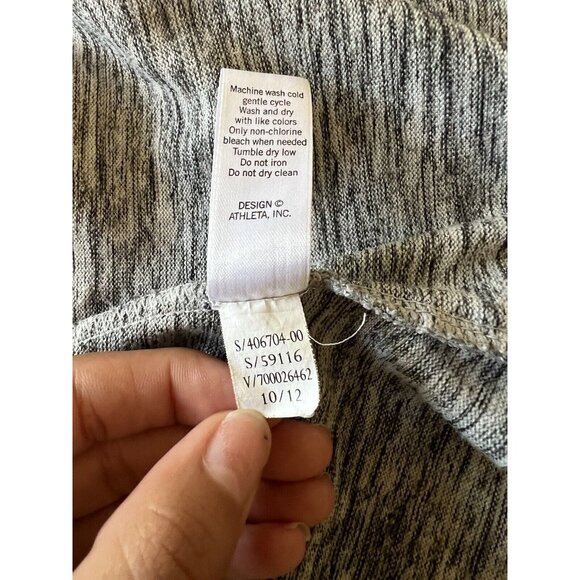 Machine wash cold
gentle cycle
Wash and dry
with like colors
Only non-chlorine
bleach when needed
Tumble dry low
Do not iron
Do not dry clean
DESIGN ©
ATHLETA, INC.
S/406704-00
S/59116
V/700026462
10/12